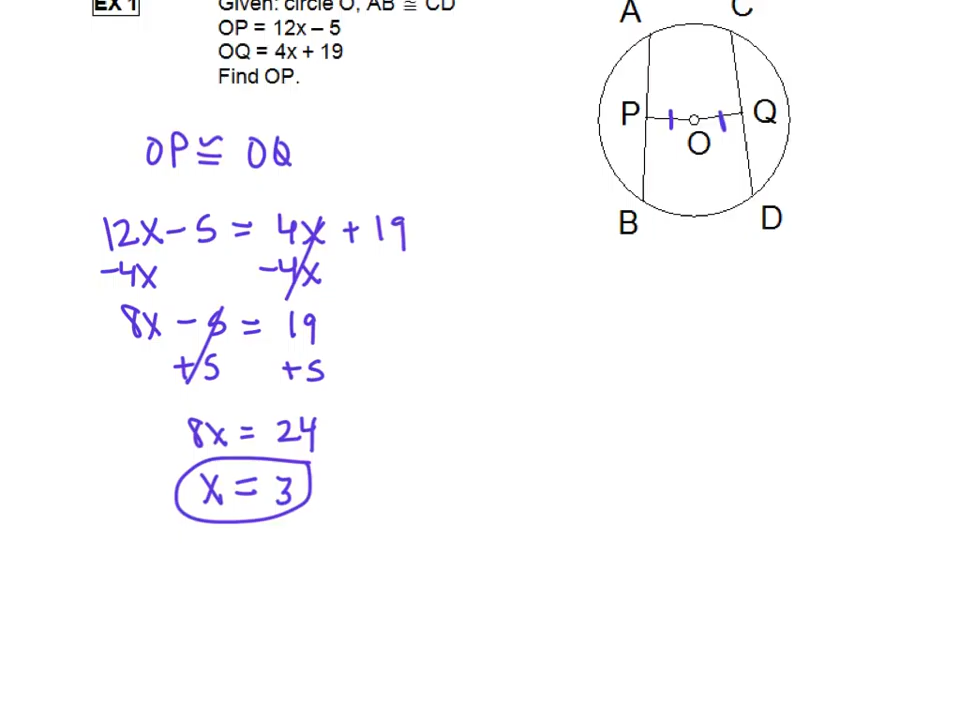 EX 1
Given: circle O, AB ≅ CD
OP = 12x – 5
OQ = 4x + 19
Find OP.
A
C
P
Q
O
B
D
OP ≅ OQ
12x - 5 = 4x + 19
-4x -4x
8x - 5 = 19
+5 +5
8x = 24
x = 3